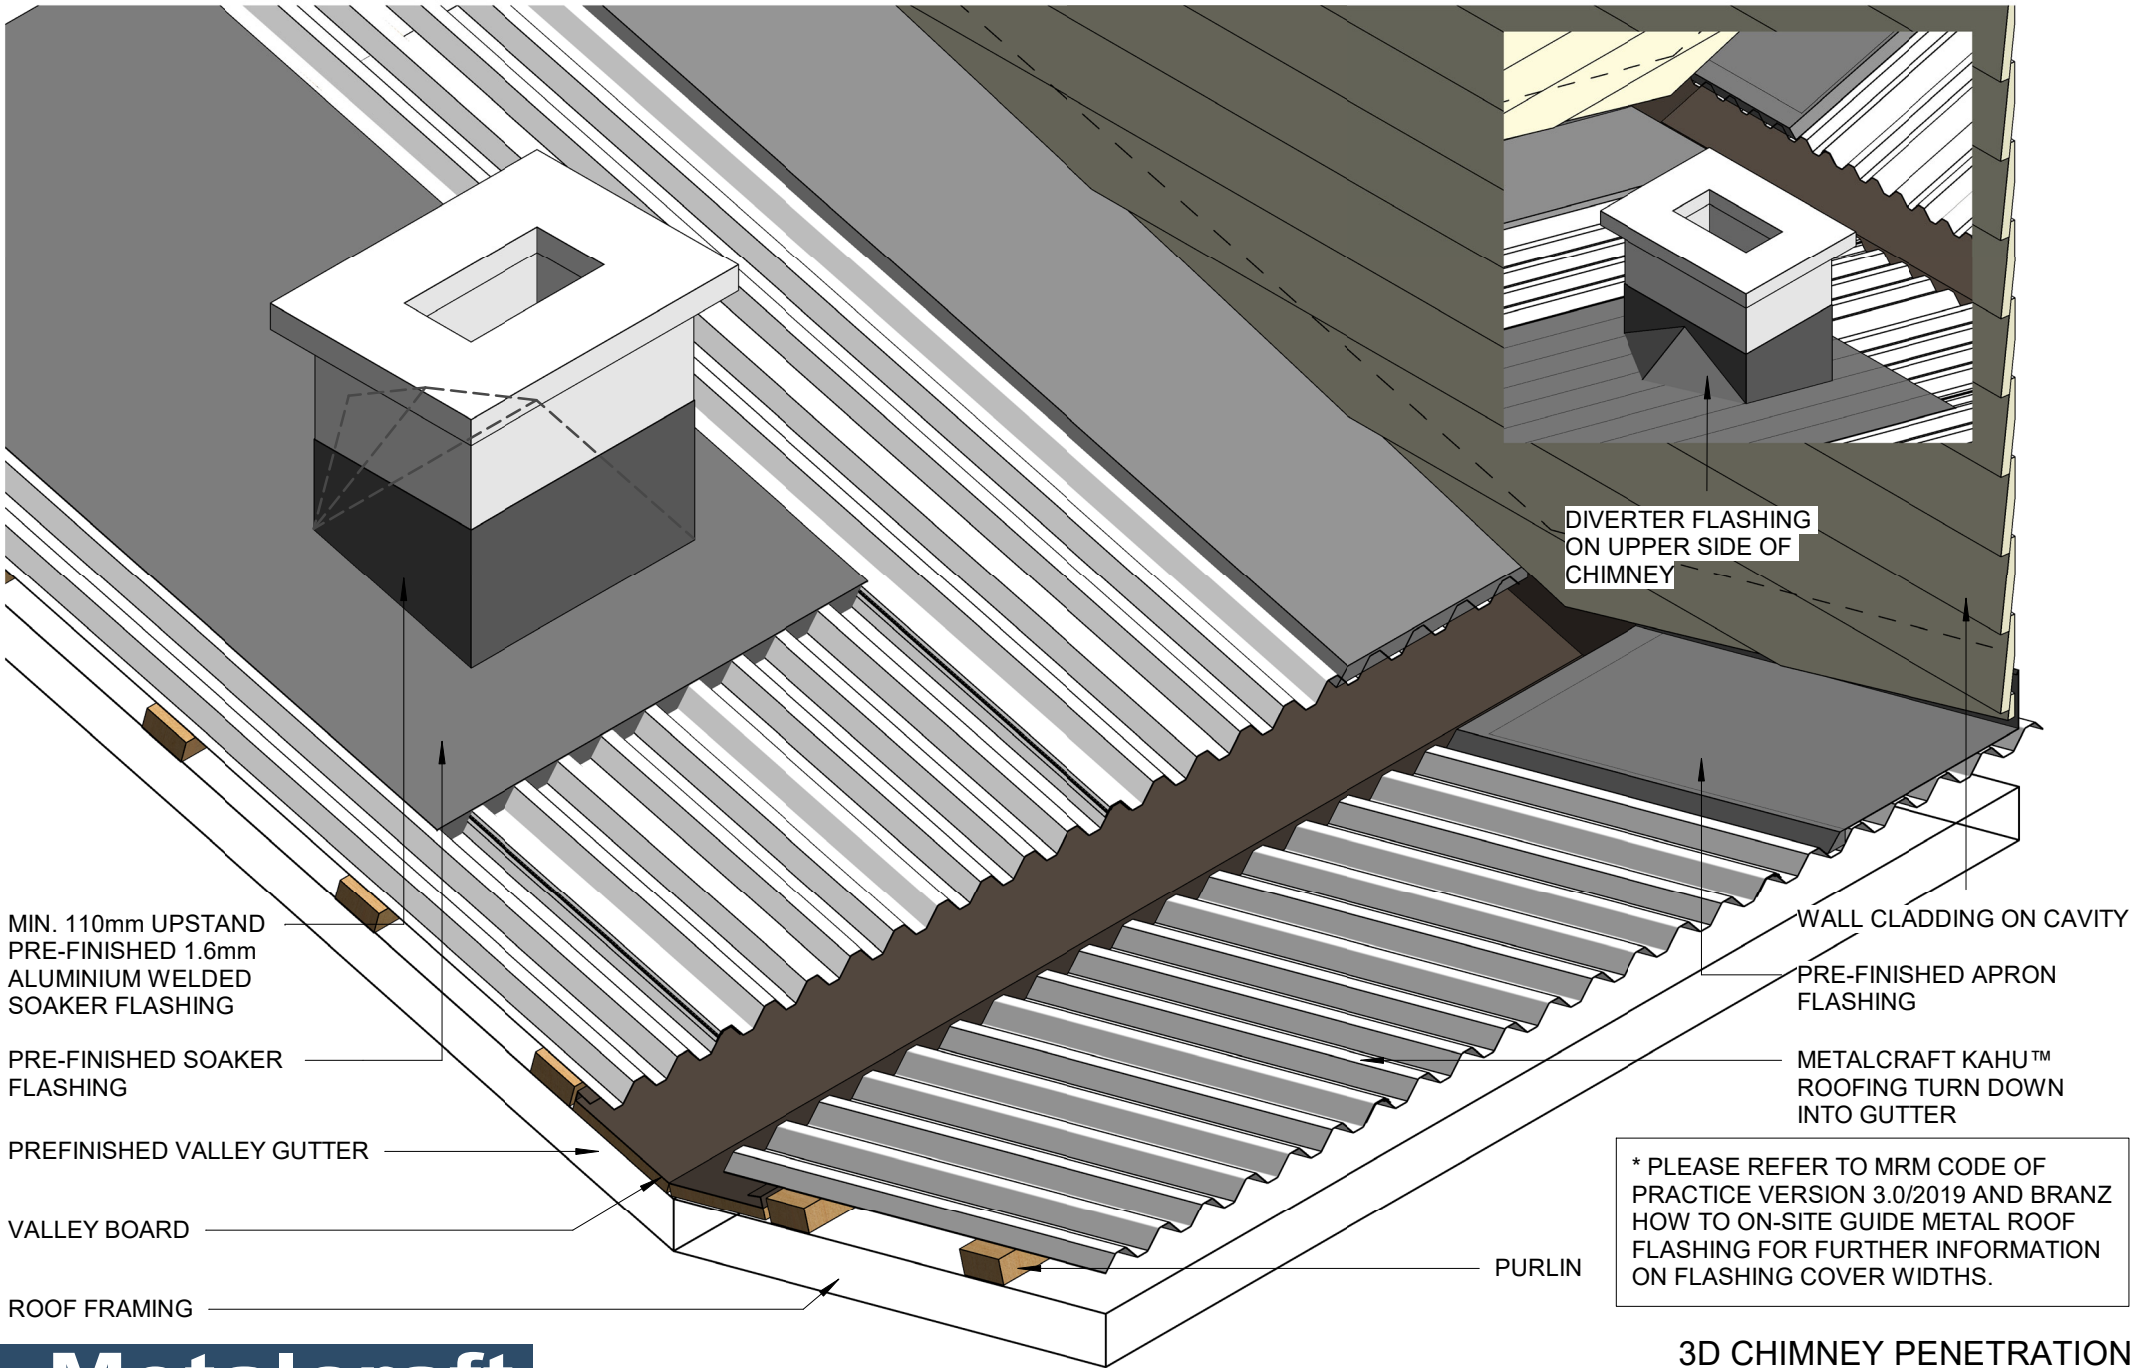 DIVERTER FLASHING
ON UPPER SIDE OF
CHIMNEY
MIN. 110mm UPSTAND
PRE-FINISHED 1.6mm
ALUMINIUM WELDED
SOAKER FLASHING
PRE-FINISHED SOAKER
FLASHING
PREFINISHED VALLEY GUTTER
VALLEY BOARD
ROOF FRAMING
WALL CLADDING ON CAVITY
PRE-FINISHED APRON
FLASHING
METALCRAFT KAHU™
ROOFING TURN DOWN
INTO GUTTER
PURLIN
* PLEASE REFER TO MRM CODE OF
PRACTICE VERSION 3.0/2019 AND BRANZ
HOW TO ON-SITE GUIDE METAL ROOF
FLASHING FOR FURTHER INFORMATION
ON FLASHING COVER WIDTHS.
Metalcraft
3D CHIMNEY PENETRATION